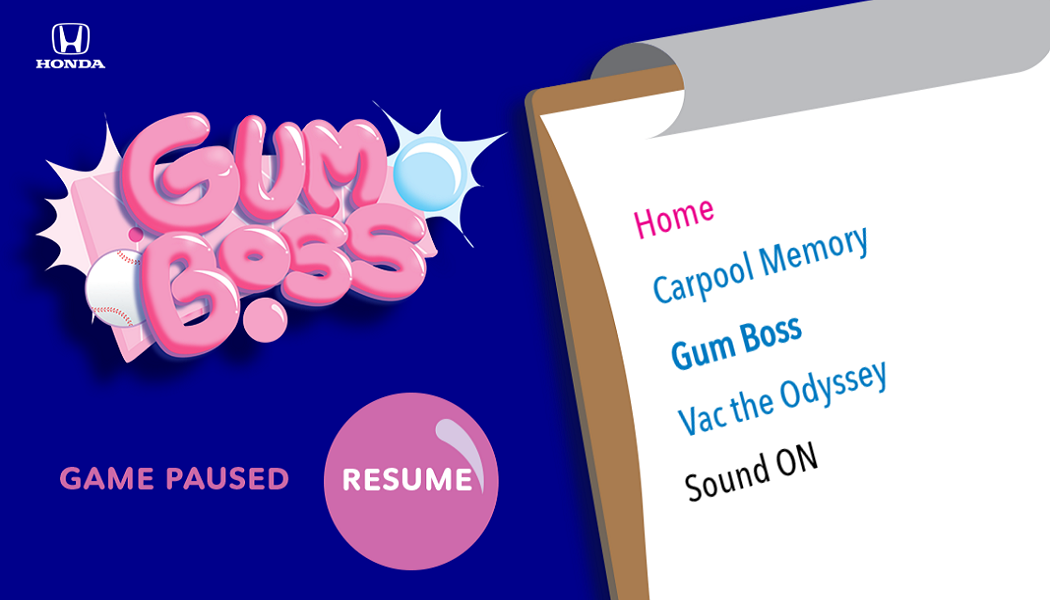 HONDA
GUM
BOSS
GAME PAUSED
RESUME
Home
Carpool Memory
Gum Boss
Vac the Odyssey
Sound ON